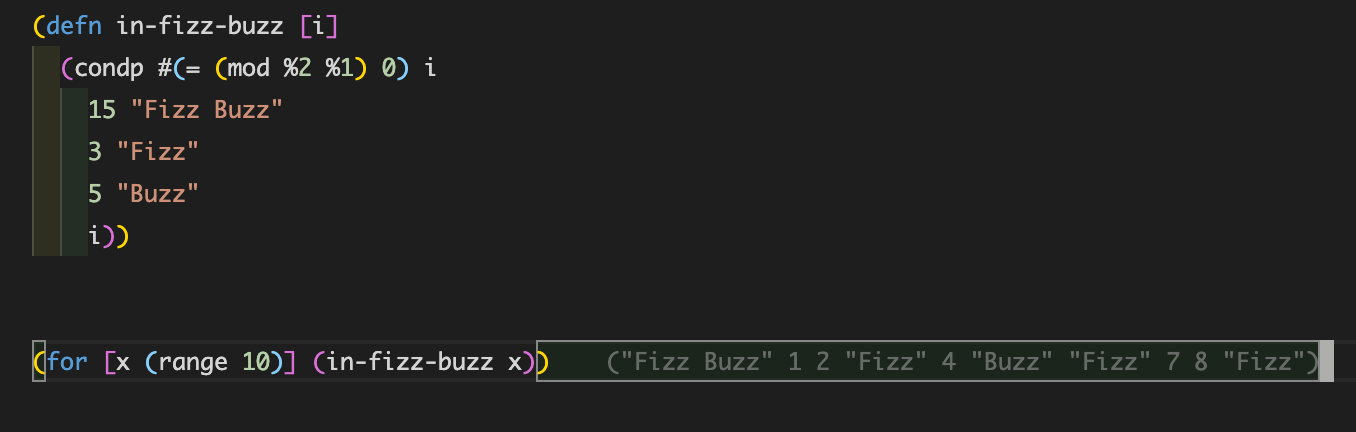 (defn in-fizz-buzz [i]
(condp #(= (mod %2 %1) 0) i
15 "Fizz Buzz"
3 "Fizz"
5 "Buzz"
i))
(for [x (range 10)] (in-fizz-buzz x)) ("Fizz Buzz" 1 2 "Fizz" 4 "Buzz" "Fizz" 7 8 "Fizz")